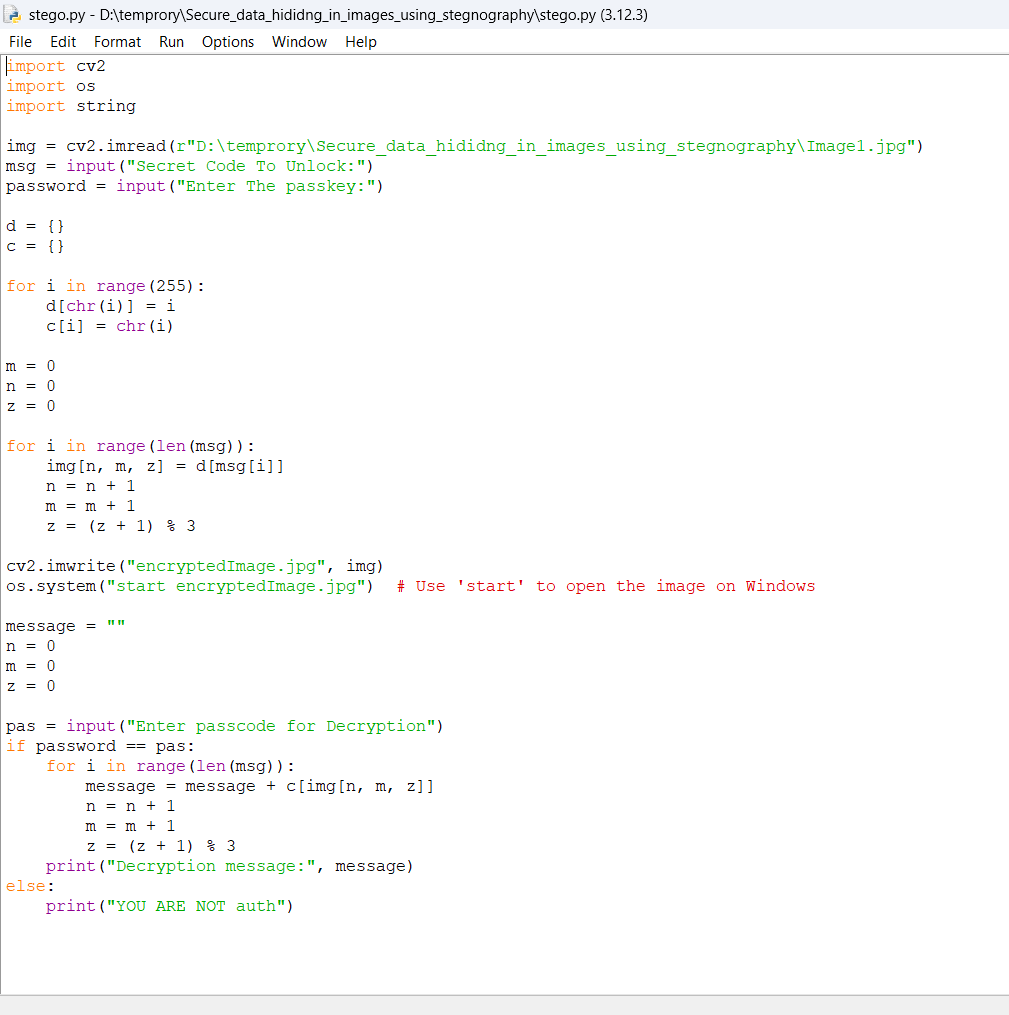 stego.py - D:\temprory\Secure_data_hididng_in_images_using_stegnography\stego.py (3.12.3)
File Edit Format Run Options Window Help
import cv2
import os
import string

img = cv2.imread(r"D:\temprory\Secure_data_hididng_in_images_using_stegnography\Image1.jpg")
msg = input("Secret Code To Unlock:")
password = input("Enter The passkey:")

d = {}
c = {}

for i in range(255):
    d[chr(i)] = i
    c[i] = chr(i)

m = 0
n = 0
z = 0

for i in range(len(msg)):
    img[n, m, z] = d[msg[i]]
    n = n + 1
    m = m + 1
    z = (z + 1) % 3

cv2.imwrite("encryptedImage.jpg", img)
os.system("start encryptedImage.jpg")  # Use 'start' to open the image on Windows

message = ""
n = 0
m = 0
z = 0

pas = input("Enter passcode for Decryption")
if password == pas:
    for i in range(len(msg)):
        message = message + c[img[n, m, z]]
        n = n + 1
        m = m + 1
        z = (z + 1) % 3
    print("Decryption message:", message)
else:
    print("YOU ARE NOT auth")